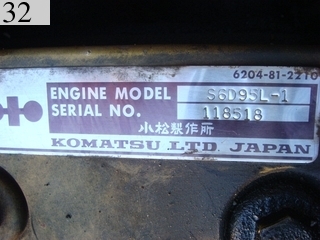 32
6204-81-2210
ENGINE MODEL S6D95L-1
SERIAL NO. 118518
小松製作所
KOMATSU LTD. JAPAN